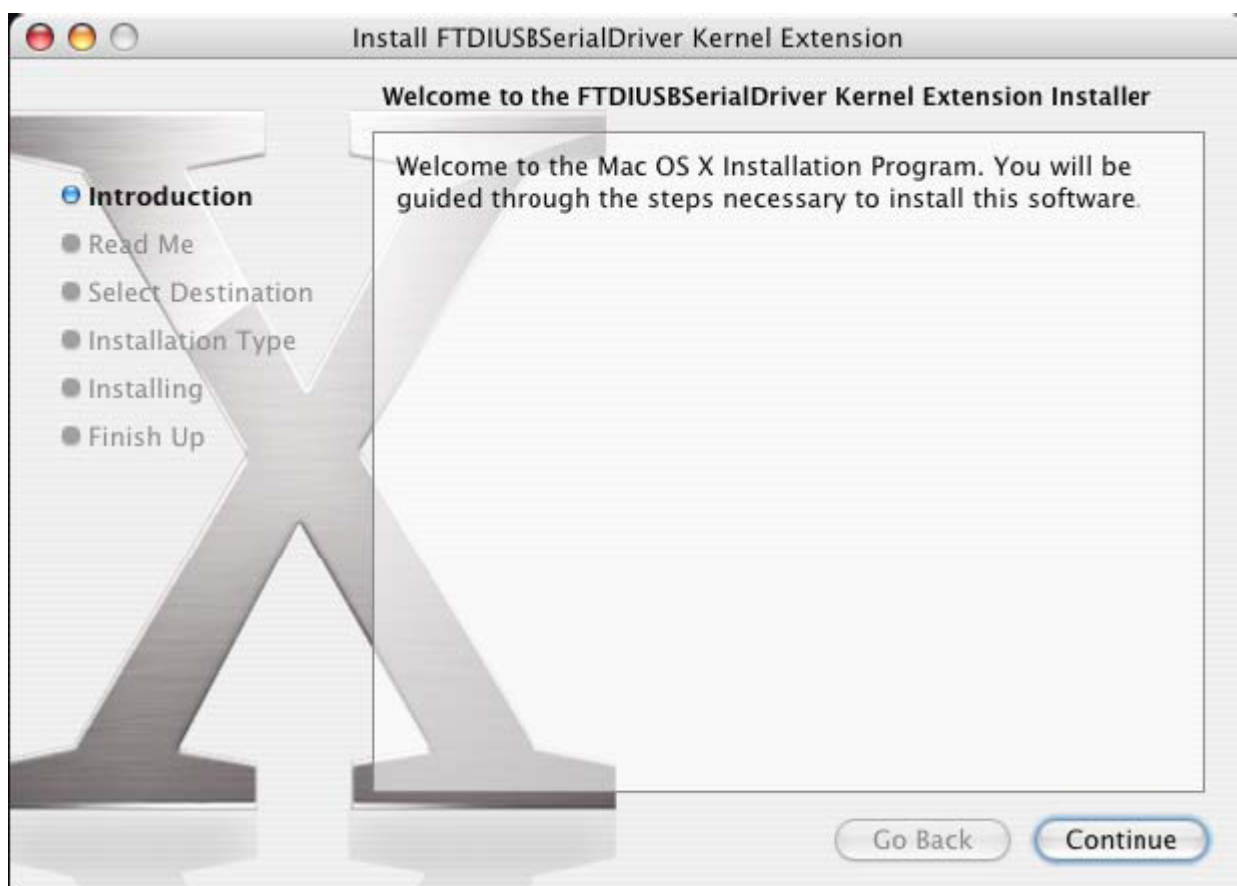 Install FTDIUSBSerialDriver Kernel Extension
Welcome to the FTDIUSBSerialDriver Kernel Extension Installer
Introduction
Read Me
Select Destination
Installation Type
Installing
Finish Up
Welcome to the Mac OS X Installation Program. You will be
guided through the steps necessary to install this software.
Go Back
Continue